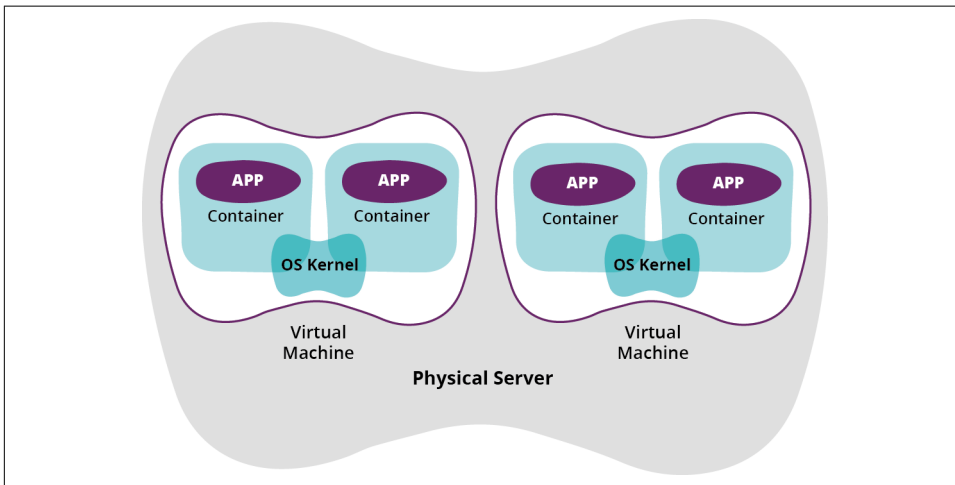 APP
APP
Container
Container
OS Kernel
Virtual
Machine
APP
APP
Container
Container
OS Kernel
Virtual
Machine
Physical Server